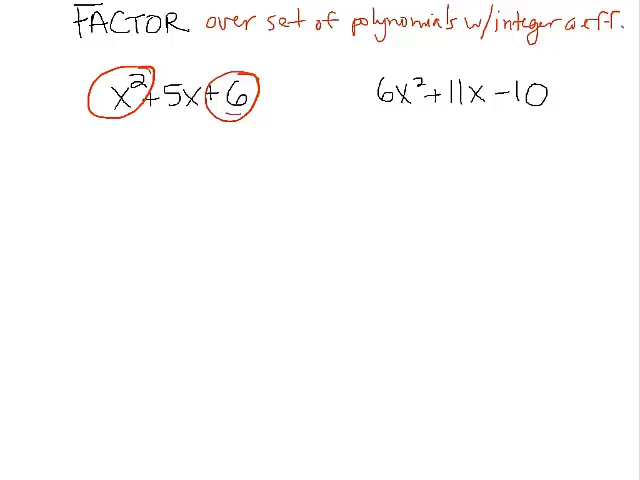 FACTOR over set of polynomials w/integer coeff.
x²+5x+6 6x²+11x-10